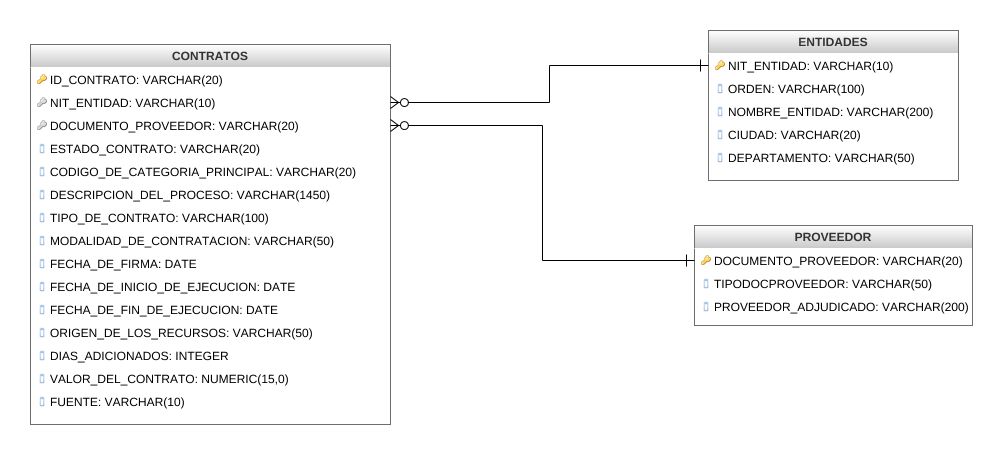 CONTRATOS
ID_CONTRATO: VARCHAR(20)
NIT_ENTIDAD: VARCHAR(10)
DOCUMENTO_PROVEEDOR: VARCHAR(20)
ESTADO_CONTRATO: VARCHAR(20)
CODIGO_DE_CATEGORIA_PRINCIPAL: VARCHAR(20)
DESCRIPCION_DEL_PROCESO: VARCHAR(1450)
TIPO_DE_CONTRATO: VARCHAR(100)
MODALIDAD_DE_CONTRATACION: VARCHAR(50)
FECHA_DE_FIRMA: DATE
FECHA_DE_INICIO_DE_EJECUCION: DATE
FECHA_DE_FIN_DE_EJECUCION: DATE
ORIGEN_DE_LOS_RECURSOS: VARCHAR(50)
DIAS_ADICIONADOS: INTEGER
VALOR_DEL_CONTRATO: NUMERIC(15,0)
FUENTE: VARCHAR(10)
ENTIDADES
NIT_ENTIDAD: VARCHAR(10)
ORDEN: VARCHAR(100)
NOMBRE_ENTIDAD: VARCHAR(200)
CIUDAD: VARCHAR(20)
DEPARTAMENTO: VARCHAR(50)
PROVEEDOR
DOCUMENTO_PROVEEDOR: VARCHAR(20)
TIPODOCPROVEEDOR: VARCHAR(50)
PROVEEDOR_ADJUDICADO: VARCHAR(200)